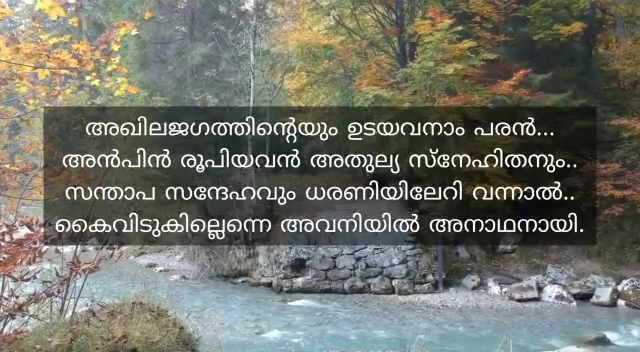 അഖിലജഗത്തിന്റെയും ഉടയവനാം പരൻ...
അൻപിൻ രൂപിയവൻ അതുല്യ സ്നേഹിതനും..
സന്താപ സന്ദേഹവും ധരണിയിലേറി വന്നാൽ..
കൈവിടുകില്ലെന്നെ അവനിയിൽ അനാഥനായി.